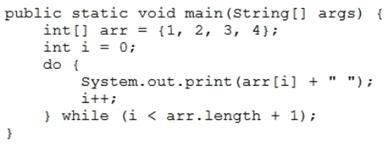 public static void main(String[] args) {
    int[] arr = {1, 2, 3, 4};
    int i = 0;
    do {
        System.out.print(arr[i] + " ");
        i++;
    } while (i < arr.length + 1);
}